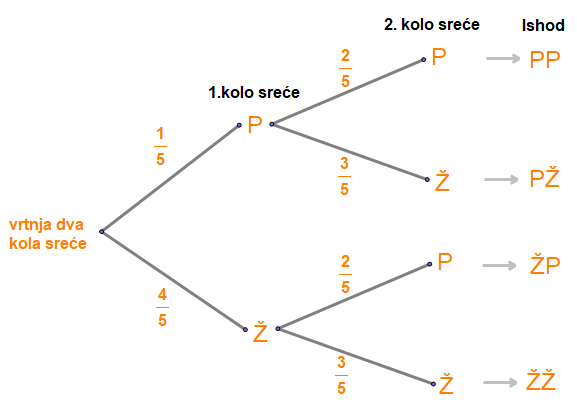 2. kolo sreće
Ishod
1.kolo sreće
2
5
P
PP
1
5
P
3
5
Ž
PŽ
vrtnja dva
kola sreće
4
5
Ž
2
5
P
ŽP
3
5
Ž
ŽŽ